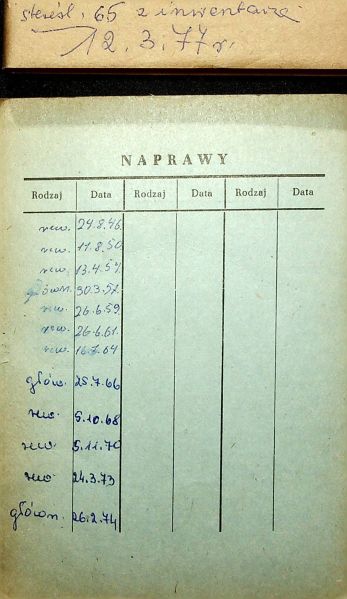 skreśl. 65 z inwentarza
12.3.77 r.
NAPRAWY
Rodzaj Data Rodzaj Data Rodzaj Data
rew. 24.8.46
rew. 11.8.50
rew. 13.4.54
główn. 30.3.57
rew. 26.6.59
rew. 26.6.61
rew. 16.7.64
główn. 25.7.66
rew. 5.10.68
rew. 5.11.70
rew 24.3.73
główn. 26.2.74